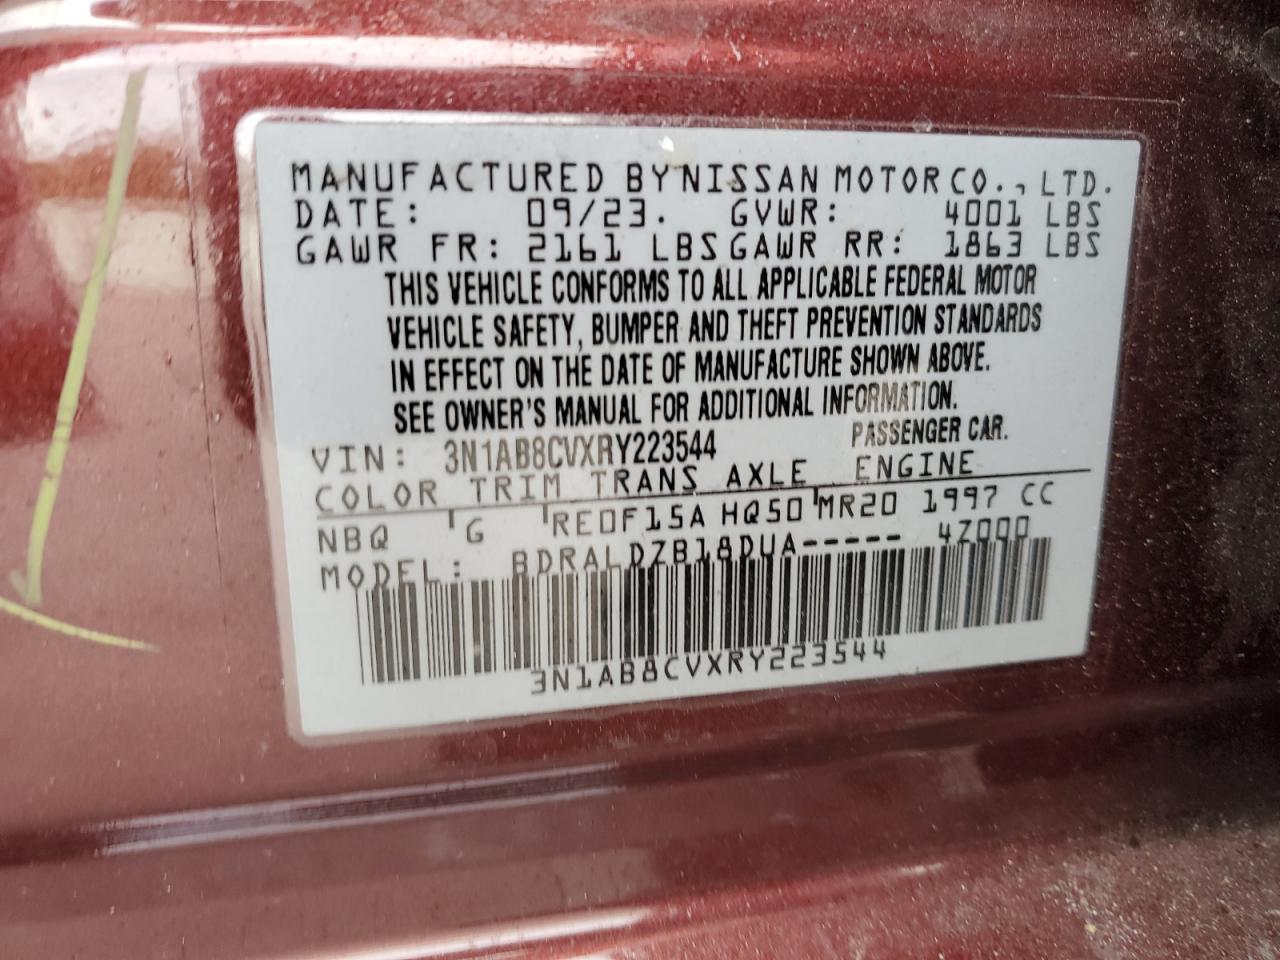 MANUFACTURED BY NISSAN MOTOR CO., LTD.
DATE: 09/23. GVWR: 4001 LBS
GAWR FR: 2161 LBS GAWR RR: 1863 LBS
THIS VEHICLE CONFORMS TO ALL APPLICABLE FEDERAL MOTOR
VEHICLE SAFETY, BUMPER AND THEFT PREVENTION STANDARDS
IN EFFECT ON THE DATE OF MANUFACTURE SHOWN ABOVE.
SEE OWNER'S MANUAL FOR ADDITIONAL INFORMATION.
VIN: 3N1AB8CVXRY223544 PASSENGER CAR.
COLOR TRIM TRANS AXLE ENGINE
NBQ G RE0F15A HQ50 MR20 1997 CC
MODEL: BDRALDZB18DUA----- 4Z000
3N1AB8CVXRY223544